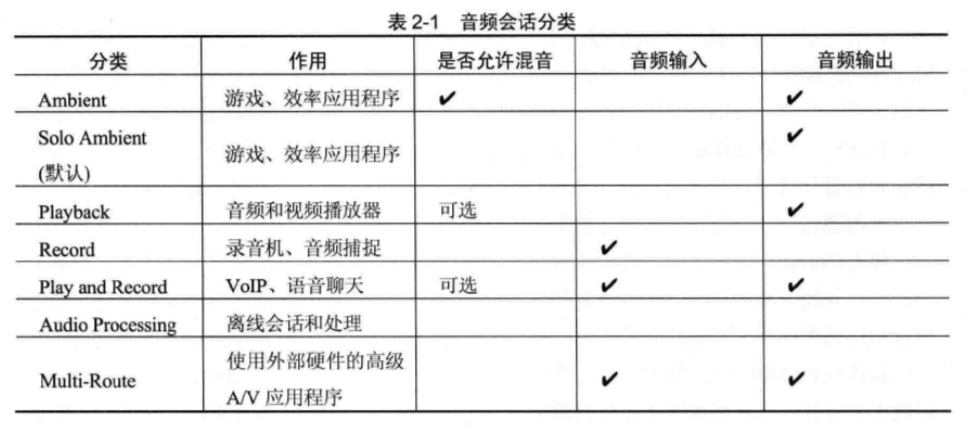 表 2-1 音频会话分类
分类 作用 是否允许混音 音频输入 音频输出
Ambient 游戏、效率应用程序 ✔ ✔
Solo Ambient
(默认) 游戏、效率应用程序 ✔
Playback 音频和视频播放器 可选 ✔
Record 录音机、音频捕捉 ✔
Play and Record VoIP、语音聊天 可选 ✔ ✔
Audio Processing 离线会话和处理
Multi-Route 使用外部硬件的高级
A/V 应用程序 ✔ ✔